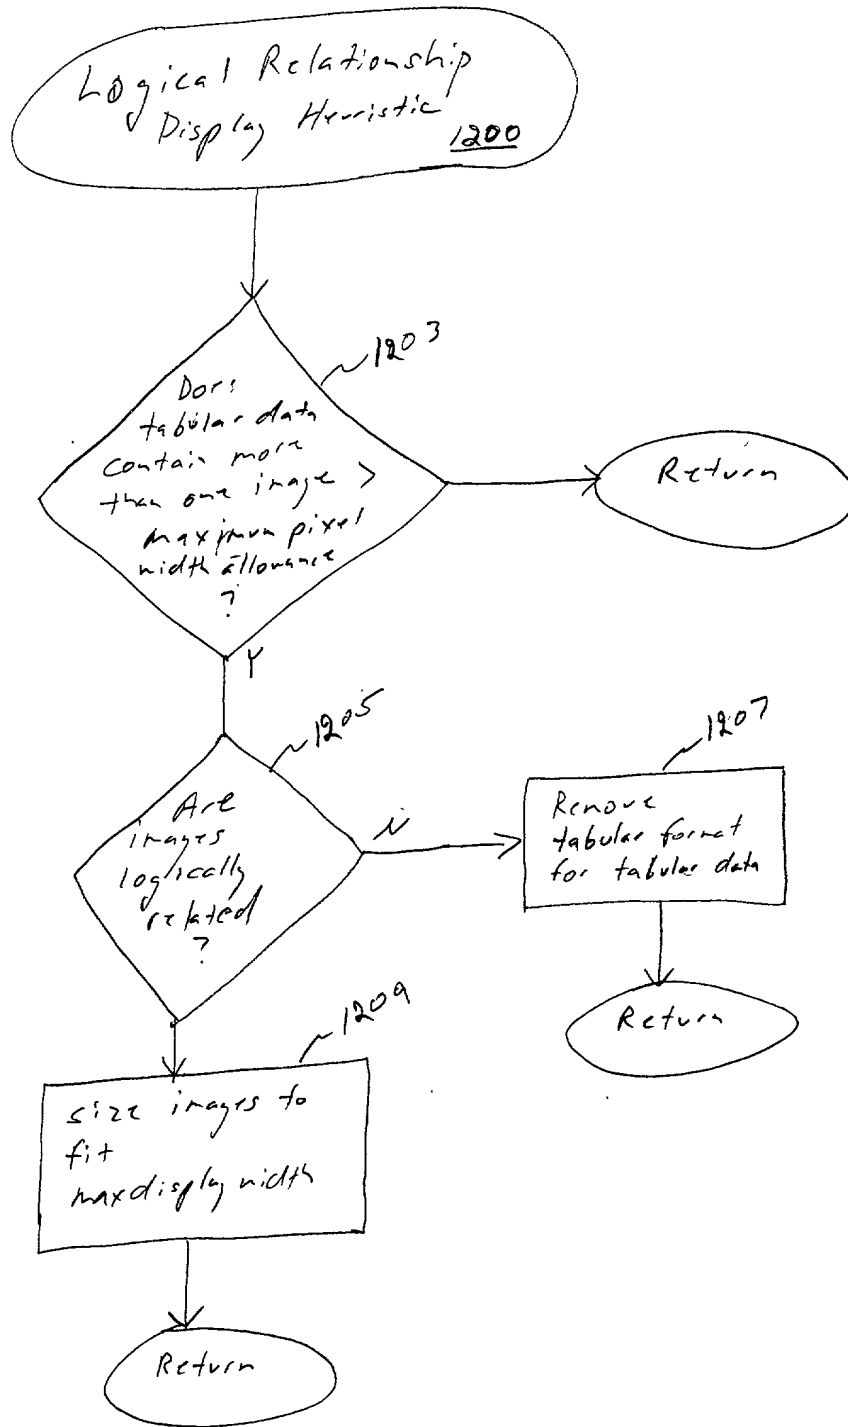 Logical Relationship
Display Heuristic
1200
1203
Does
tabular data
contain more
than one image >
maximum pixel
width allowance
?
Return
Y
1205
Are
images
logically
related
?
N
1207
Remove
tabular format
for tabular data
Return
1209
size images to
fit
max display width
Return